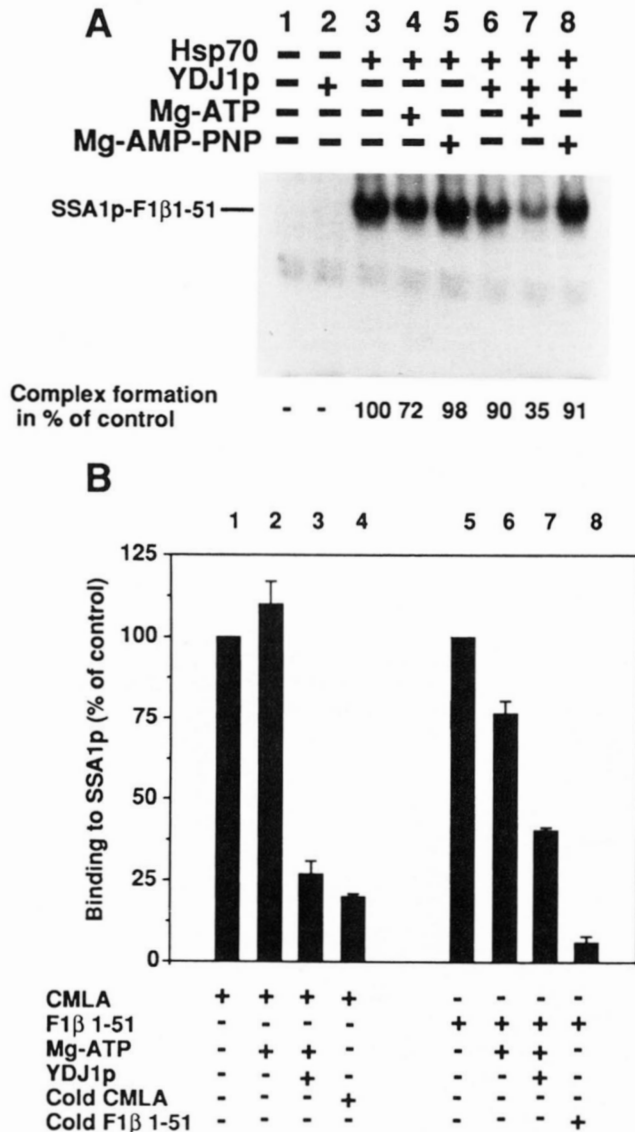 A
1 2 3 4 5 6 7 8
Hsp70 - - + + + + + +
YDJ1p - + - - - + + +
Mg-ATP - - - + - - + -
Mg-AMP-PNP - - - - + - - +
SSA1p-F1β1-51
Complex formation
in % of control - - 100 72 98 90 35 91
B
1 2 3 4 5 6 7 8
Binding to SSA1p (% of control)
125
100
75
50
25
0
CMLA + + + + - - - -
F1β 1-51 - - - - + + + +
Mg-ATP - + + - - + + -
YDJ1p - - + - - - + -
Cold CMLA - - - + - - - -
Cold F1β 1-51 - - - - - - - +